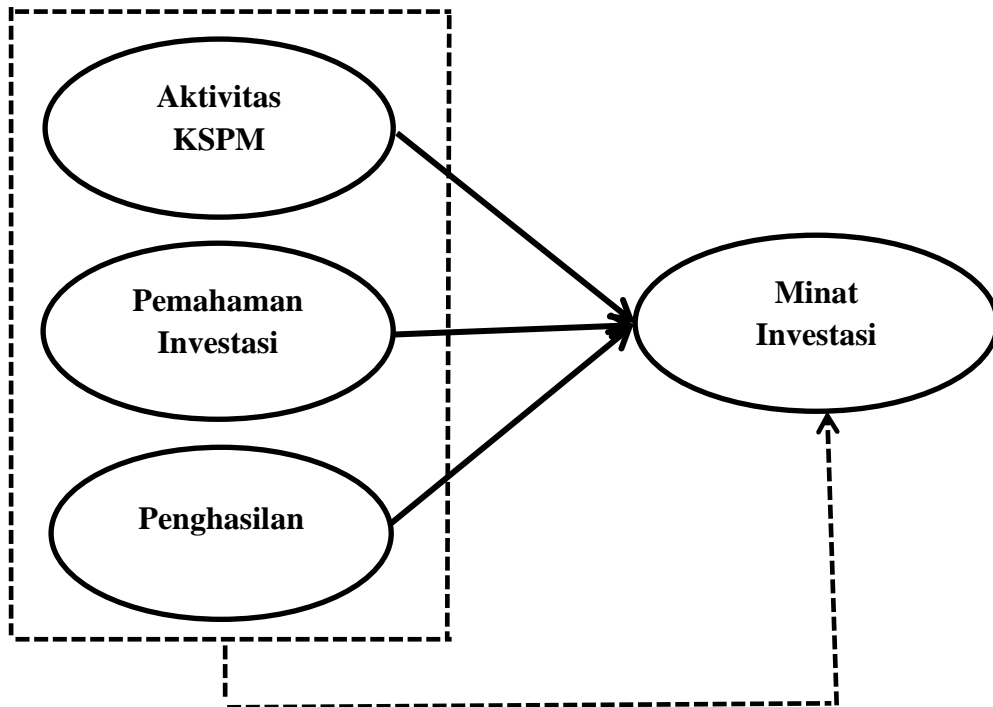 Aktivitas
KSPM
Pemahaman
Investasi
Penghasilan
Minat
Investasi